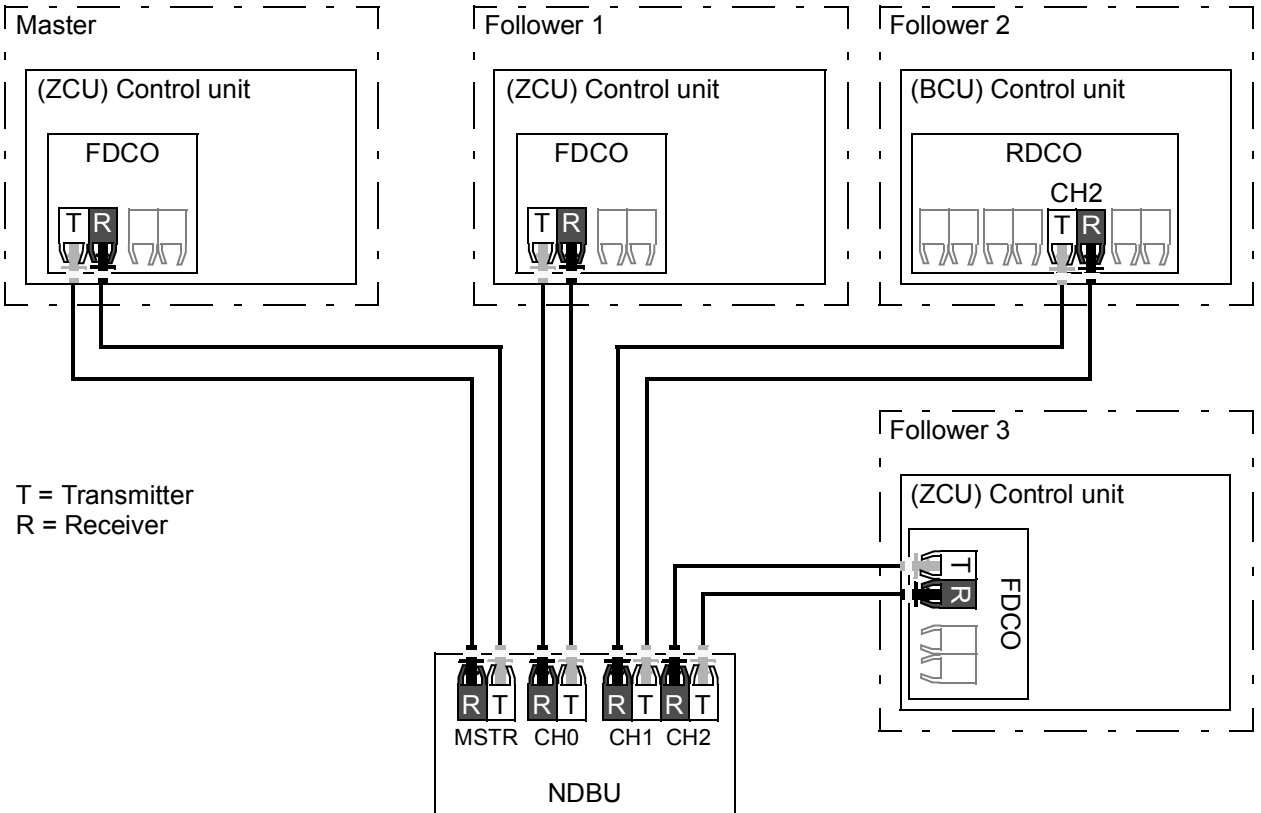 Master
(ZCU) Control unit
FDCO
T R
Follower 1
(ZCU) Control unit
FDCO
T R
Follower 2
(BCU) Control unit
RDCO
CH2
T R
T = Transmitter
R = Receiver
Follower 3
(ZCU) Control unit
T
R
FDCO
R T R T R T R T
MSTR CH0 CH1 CH2
NDBU